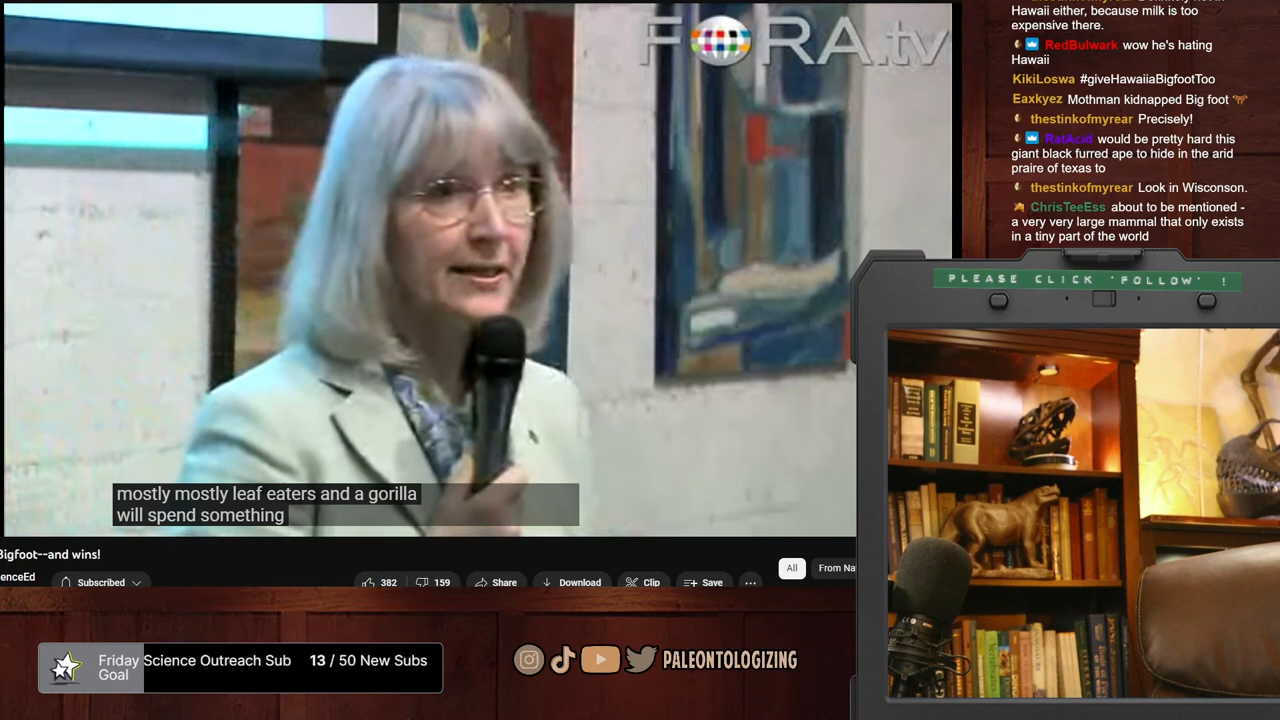 FORA.tv
mostly mostly leaf eaters and a gorilla
will spend something
Bigfoot--and wins!
enceEd
Subscribed
382
159
Share
Download
Clip
Save
...
All
From Na
Hawaii either, because milk is too
expensive there.
RedBulwark wow he's hating
Hawaii
KikiLoswa #giveHawaiiaBigfootToo
Eaxkyez Mothman kidnapped Big foot
thestinkofmyrear Precisely!
RatAcid would be pretty hard this
giant black furred ape to hide in the arid
praire of texas to
thestinkofmyrear Look in Wisconson.
ChrisTeeEss about to be mentioned -
a very very large mammal that only exists
in a tiny part of the world
PLEASE CLICK 'FOLLOW' !
Friday Science Outreach Sub
Goal
13 / 50 New Subs
PALEONTOLOGIZING